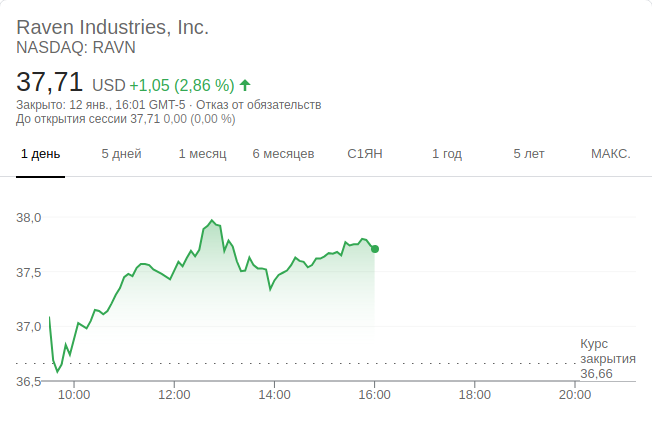 Raven Industries, Inc.
NASDAQ: RAVN
37,71 USD +1,05 (2,86 %)
Закрыто: 12 янв., 16:01 GMT-5 · Отказ от обязательств
До открытия сессии 37,71 0,00 (0,00 %)
1 день 5 дней 1 месяц 6 месяцев С1ЯН 1 год 5 лет МАКС.
38,0
37,5
37,0
Курс
закрытия
36,66
36,5
10:00 12:00 14:00 16:00 18:00 20:00